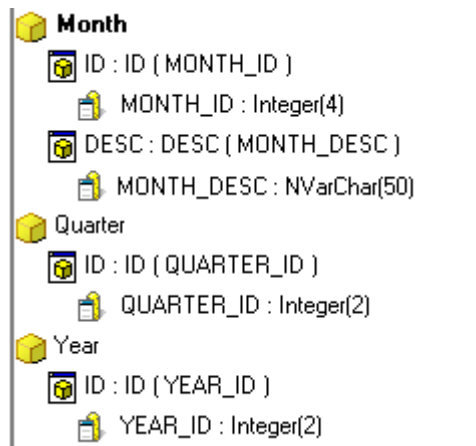 Month
ID : ID ( MONTH_ID )
MONTH_ID : Integer(4)
DESC : DESC ( MONTH_DESC )
MONTH_DESC : NVarChar(50)
Quarter
ID : ID ( QUARTER_ID )
QUARTER_ID : Integer(2)
Year
ID : ID ( YEAR_ID )
YEAR_ID : Integer(2)